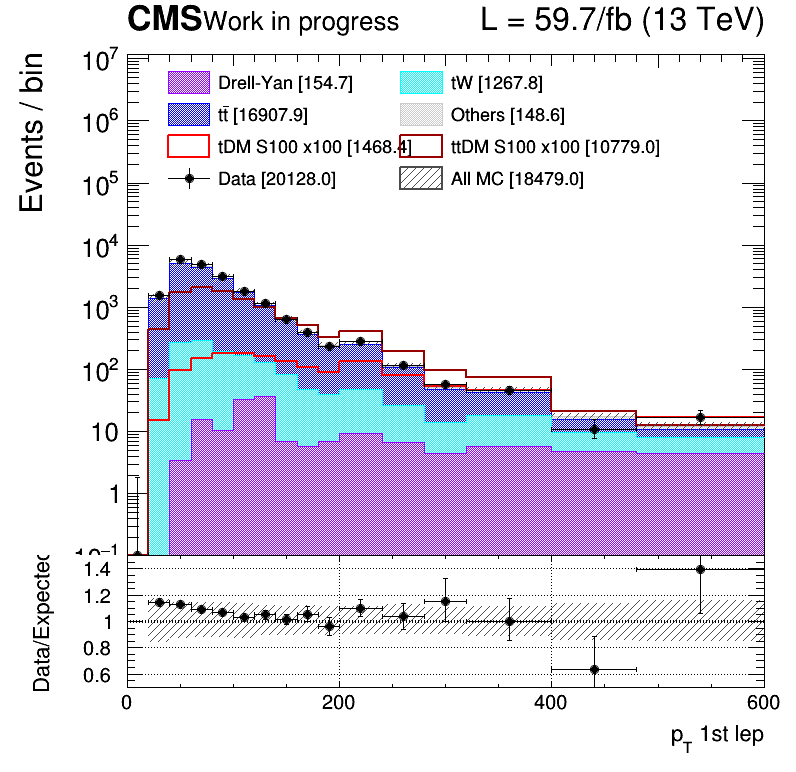 CMS Work in progress L = 59.7/fb (13 TeV)
Events / bin
10⁷
10⁶
10⁵
10⁴
10³
10²
10
1
10⁻¹
Drell-Yan [154.7] tW [1267.8]
tt̄ [16907.9] Others [148.6]
tDM S100 x100 [1468.4] ttDM S100 x100 [10779.0]
Data [20128.0] All MC [18479.0]
Data/Expected
1.4
1.2
1
0.8
0.6
0 200 400 600
p_T 1st lep